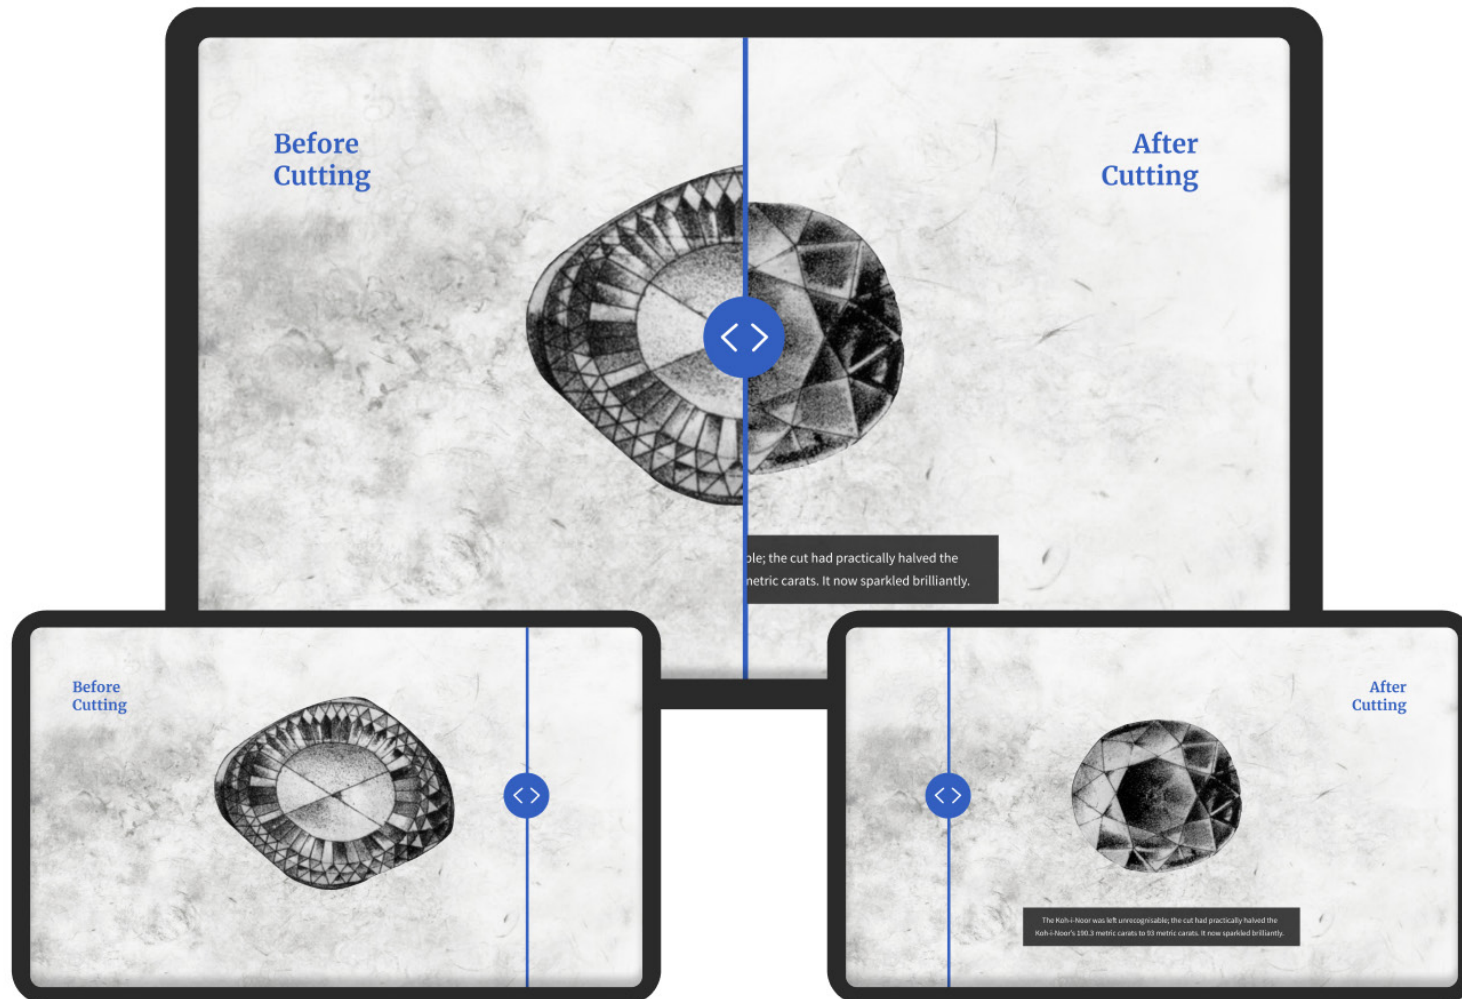 Before
Cutting
After
Cutting
ble; the cut had practically halved the
metric carats. It now sparkled brilliantly.
Before
Cutting
After
Cutting
The Koh-i-Noor was left unrecognisable; the cut had practically halved the
Koh-i-Noor's 190.3 metric carats to 93 metric carats. It now sparkled brilliantly.